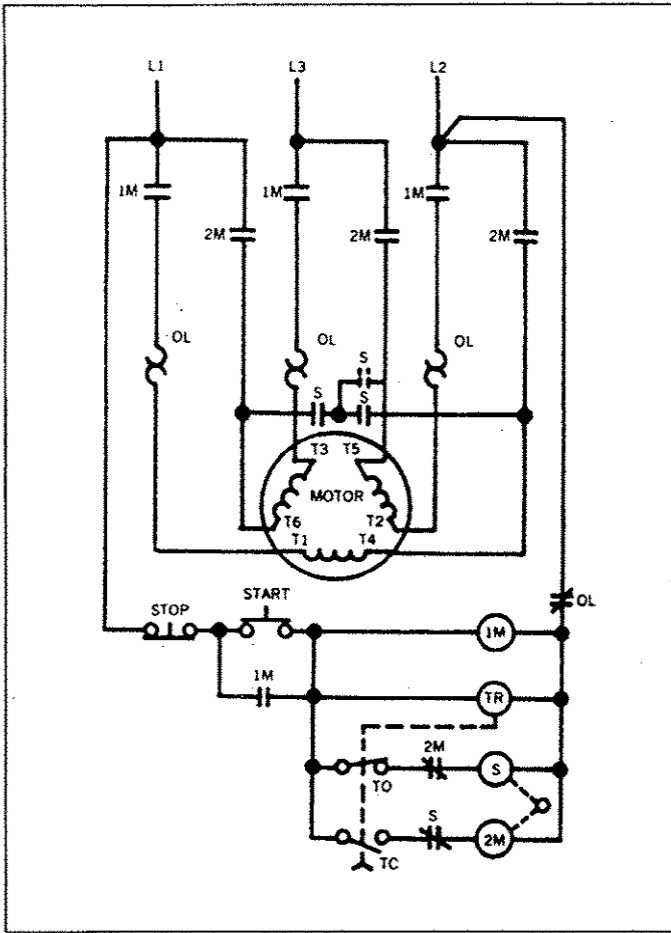 L1 L3 L2
1M 1M 1M
2M 2M 2M
OL OL OL
S
S S
T3 T5
MOTOR
T6 T2
T1 T4
OL
STOP START
1M
1M
TR
2M
TO S
S
TC 2M